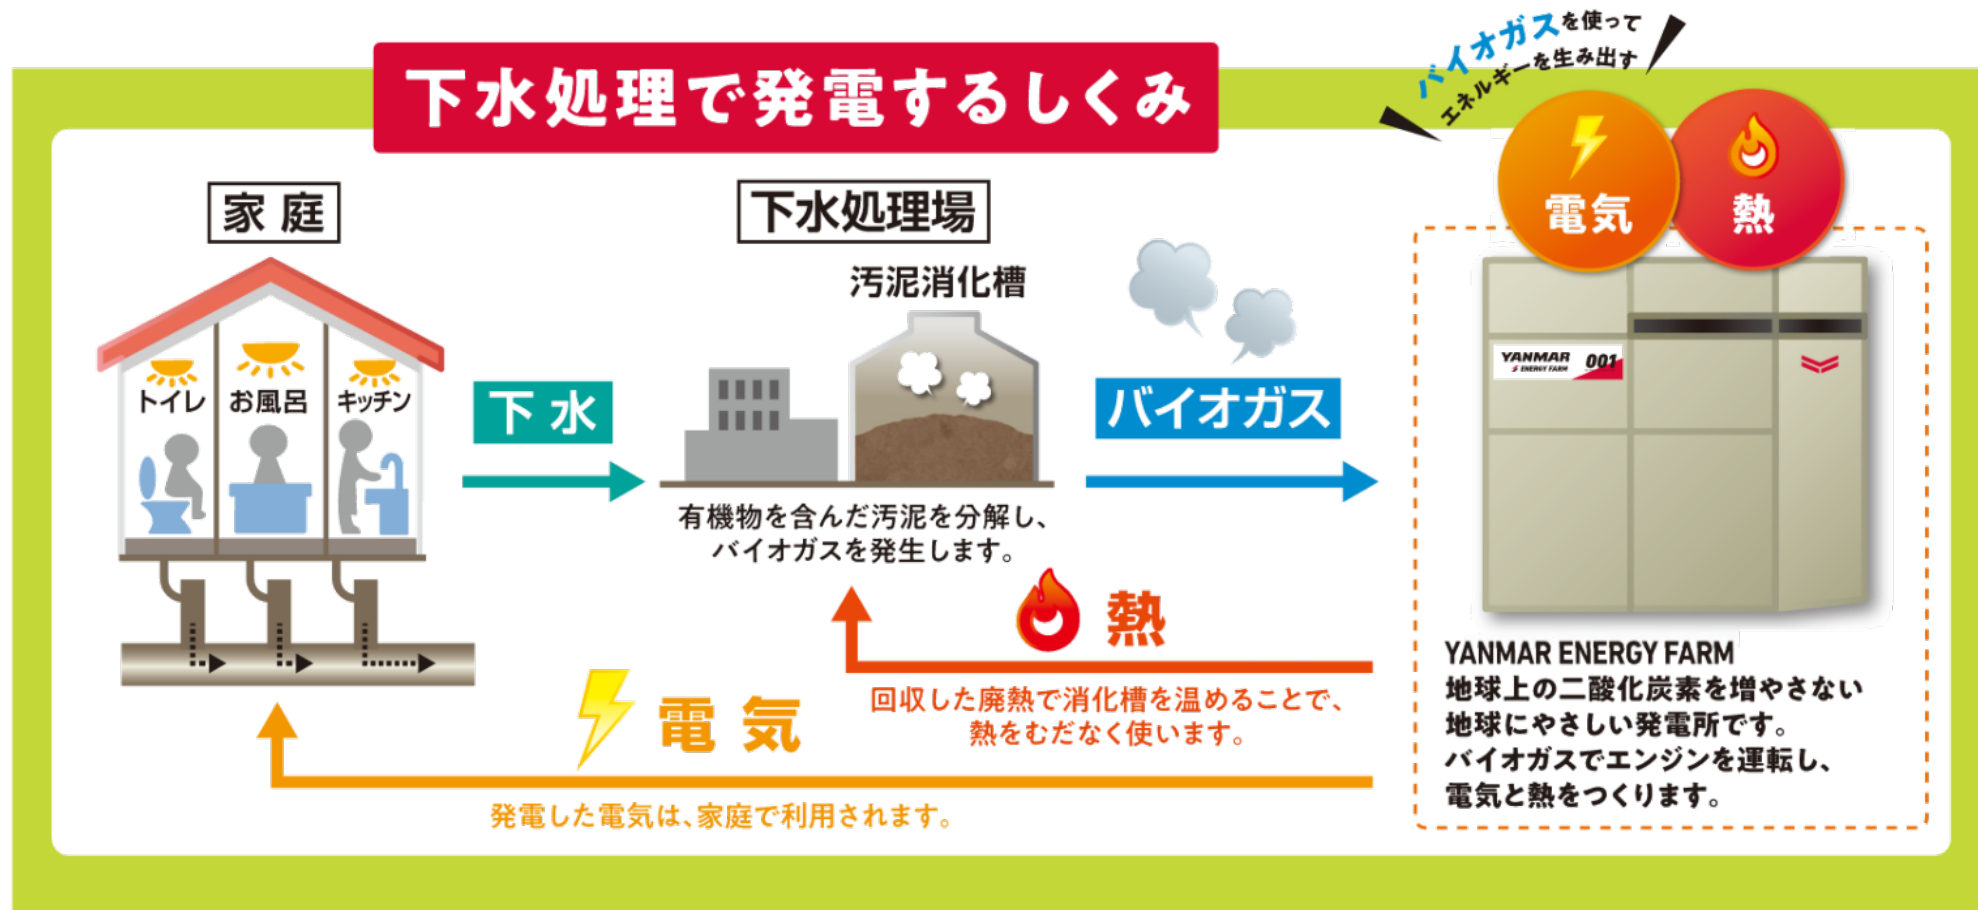 下水処理で発電するしくみ
バイオガスを使って
エネルギーを生み出す
電気
熱
家庭
トイレ
お風呂
キッチン
下水
下水処理場
汚泥消化槽
有機物を含んだ汚泥を分解し、
バイオガスを発生します。
バイオガス
YANMAR 001
ENERGY FARM
熱
回収した廃熱で消化槽を温めることで、
熱をむだなく使います。
電気
発電した電気は、家庭で利用されます。
YANMAR ENERGY FARM
地球上の二酸化炭素を増やさない
地球にやさしい発電所です。
バイオガスでエンジンを運転し、
電気と熱をつくります。